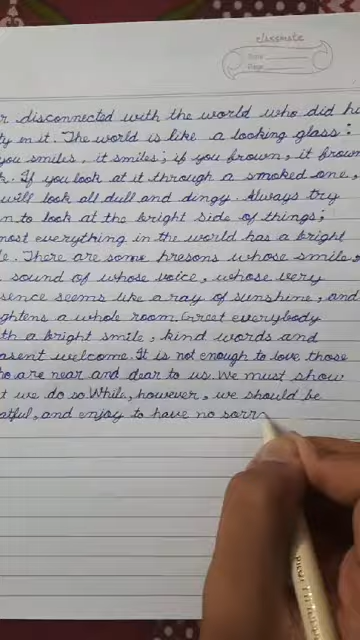 classmate
Date
Page
r disconnected with the world who did h
ty in it. The world is like a looking glass:
you smiles, it smiles; if you brown, it brown
k. If you look at it through a smoked one,
will look all dull and dingy. Always try
n to look at the bright side of things;
most everything in the world has a bright
e. There are some hresons whose smile,
sound of whose voice, whose very
sence seems like a ray of sunshine, and
ghtens a whole room. Greet everybody
th a bright smile, kind words and
asent welcome. It is not enough to love those
ho are near and dear to us. We must show
t we do so. While, however, we should be
atful, and enjoy to have no sorr